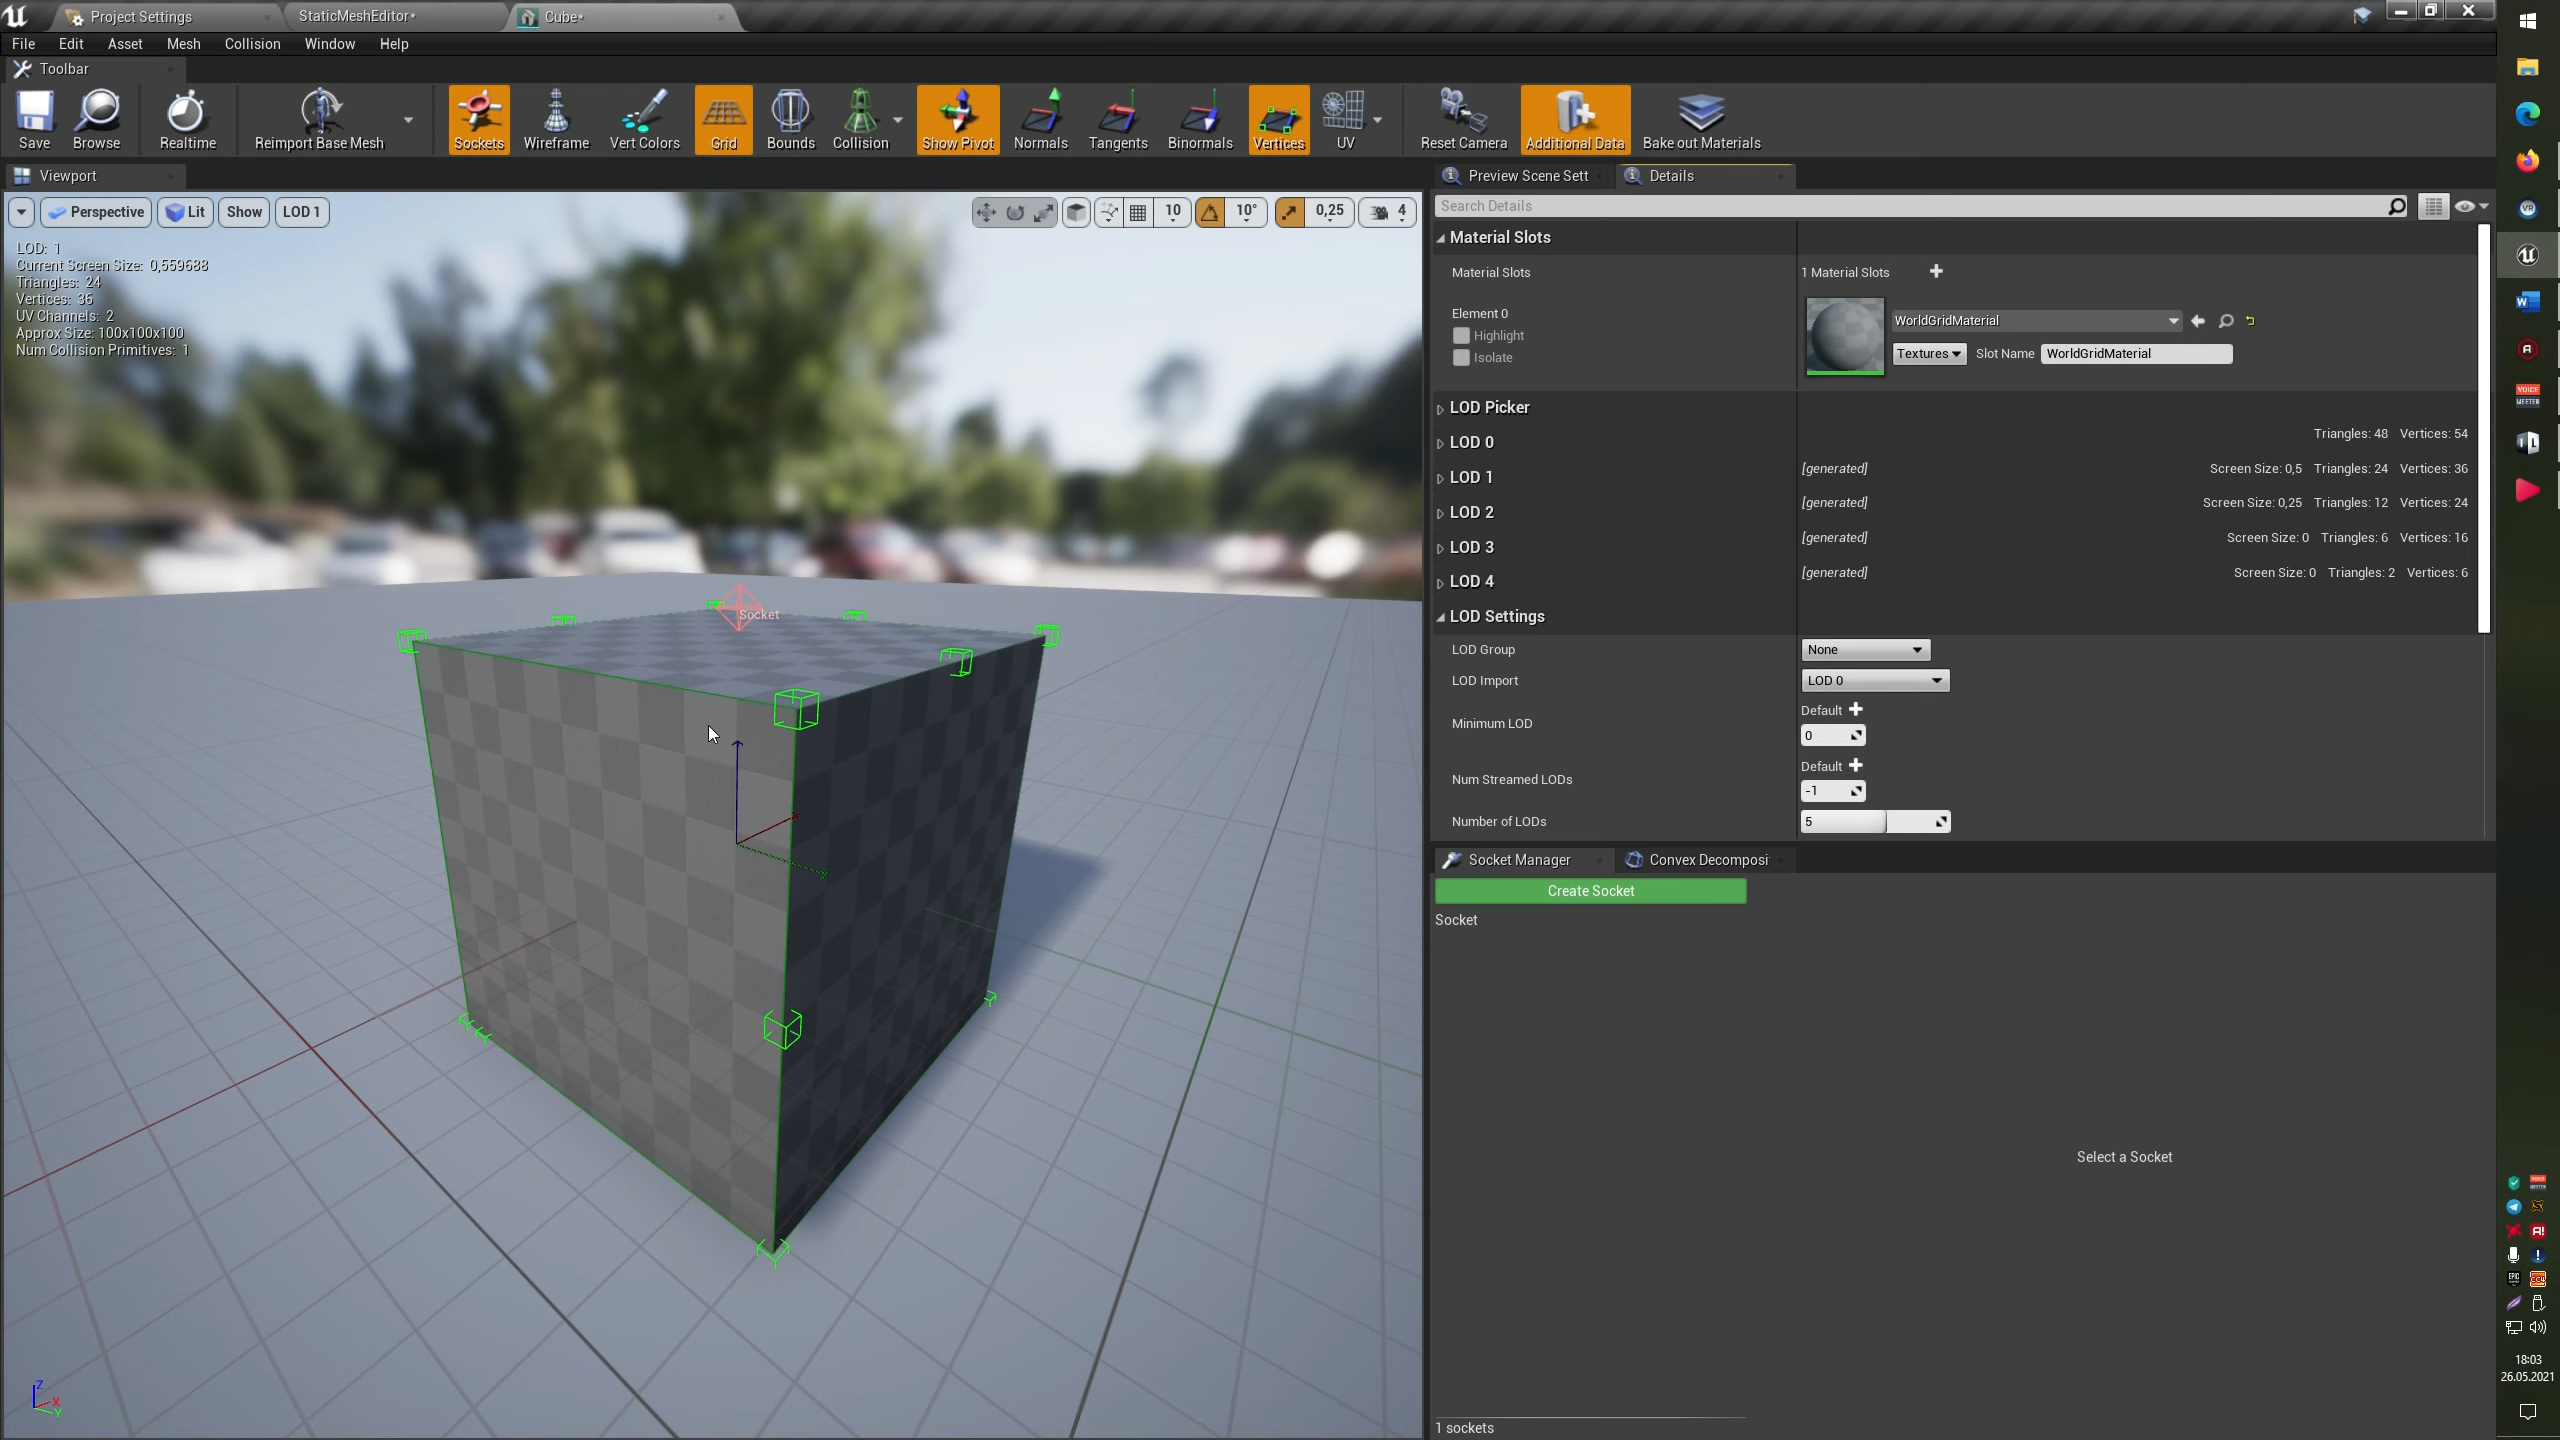 Project Settings
StaticMeshEditor*
Cube*
File Edit Asset Mesh Collision Window Help
Toolbar
Save Browse Realtime Reimport Base Mesh Sockets Wireframe Vert Colors Grid Bounds Collision Show Pivot Normals Tangents Binormals Vertices UV Reset Camera Additional Data Bake out Materials
Viewport
Perspective Lit Show LOD 1
10 10° 0,25 4
LOD: 1
Current Screen Size: 0,559688
Triangles: 24
Vertices: 36
UV Channels: 2
Approx Size: 100x100x100
Num Collision Primitives: 1
Socket
Z
X
Y
Preview Scene Sett
Details
Search Details
Material Slots
Material Slots 1 Material Slots
Element 0
Highlight
Isolate
WorldGridMaterial
Textures Slot Name WorldGridMaterial
LOD Picker
LOD 0 Triangles: 48 Vertices: 54
LOD 1 [generated] Screen Size: 0,5 Triangles: 24 Vertices: 36
LOD 2 [generated] Screen Size: 0,25 Triangles: 12 Vertices: 24
LOD 3 [generated] Screen Size: 0 Triangles: 6 Vertices: 16
LOD 4 [generated] Screen Size: 0 Triangles: 2 Vertices: 6
LOD Settings
LOD Group None
LOD Import LOD 0
Minimum LOD Default
0
Num Streamed LODs Default
-1
Number of LODs 5
Socket Manager
Convex Decomposi
Create Socket
Socket
Select a Socket
1 sockets
VR
W
A
VOICE
MEETER
EPIC
18:03
26.05.2021